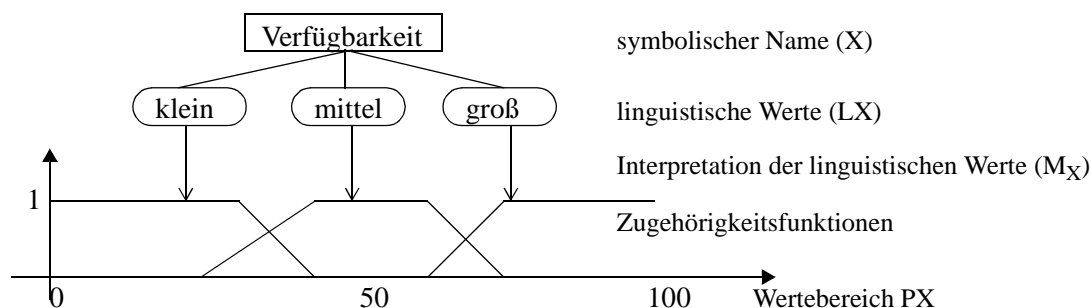 Verfügbarkeit
symbolischer Name (X)
klein mittel groß
linguistische Werte (LX)
Interpretation der linguistischen Werte (MX)
1
Zugehörigkeitsfunktionen
0 50 100 Wertebereich PX